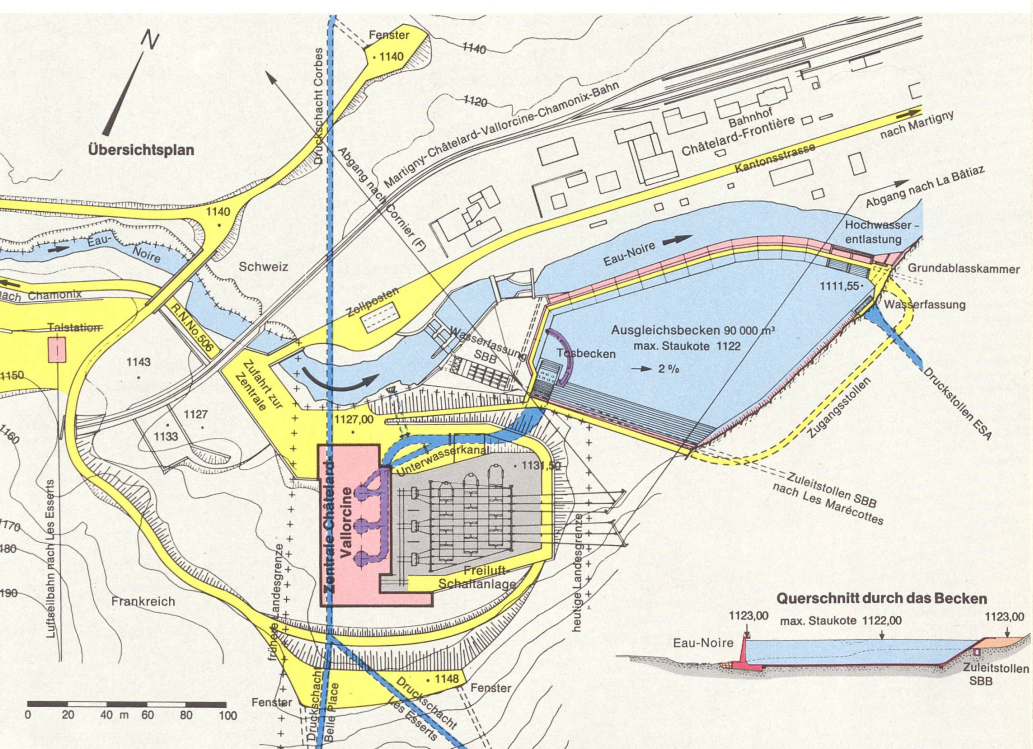 N
Übersichtsplan
Fenster
1140
1140
1120
Druckschacht Corbes
Abgang nach Cornier (F)
Martigny-Châtelard-Vallorcine-Chamonix-Bahn
Bahnhof
Châtelard-Frontière
Kantonsstrasse
nach Martigny
Abgang nach La Bâtiaz
1140
Eau-
Noire
Schweiz
nach Chamonix
Talstation
R.N.No.506
Zollposten
Eau-Noire
Hochwasser-
entlastung
Grundablasskammer
1111,55
Wasserfassung
Ausgleichsbecken 90 000 m³
max. Staukote 1122
2 %
Tosbecken
Wasserfassung
SBB
1143
1150
Zufahrt zur
Zentrale
1127
1133
1127,00
1160
Unterwasserkanal
1131,50
Zugangsstollen
Druckstollen ESA
Zuleitstollen SBB
nach Les Marécottes
Zentrale Châtelard-
Vallorcine
1170
1180
1190
Luftseilbahn nach Les Esserts
Frankreich
Freiluft-
Schaltanlage
frühere Landesgrenze
heutige Landesgrenze
1148
Fenster
Fenster
Druckschacht
Belle Place
Druckschacht
Les Esserts
0 20 40 m 60 80 100
Querschnitt durch das Becken
1123,00
max. Staukote 1122,00
1123,00
Eau-Noire
Zuleitstollen
SBB